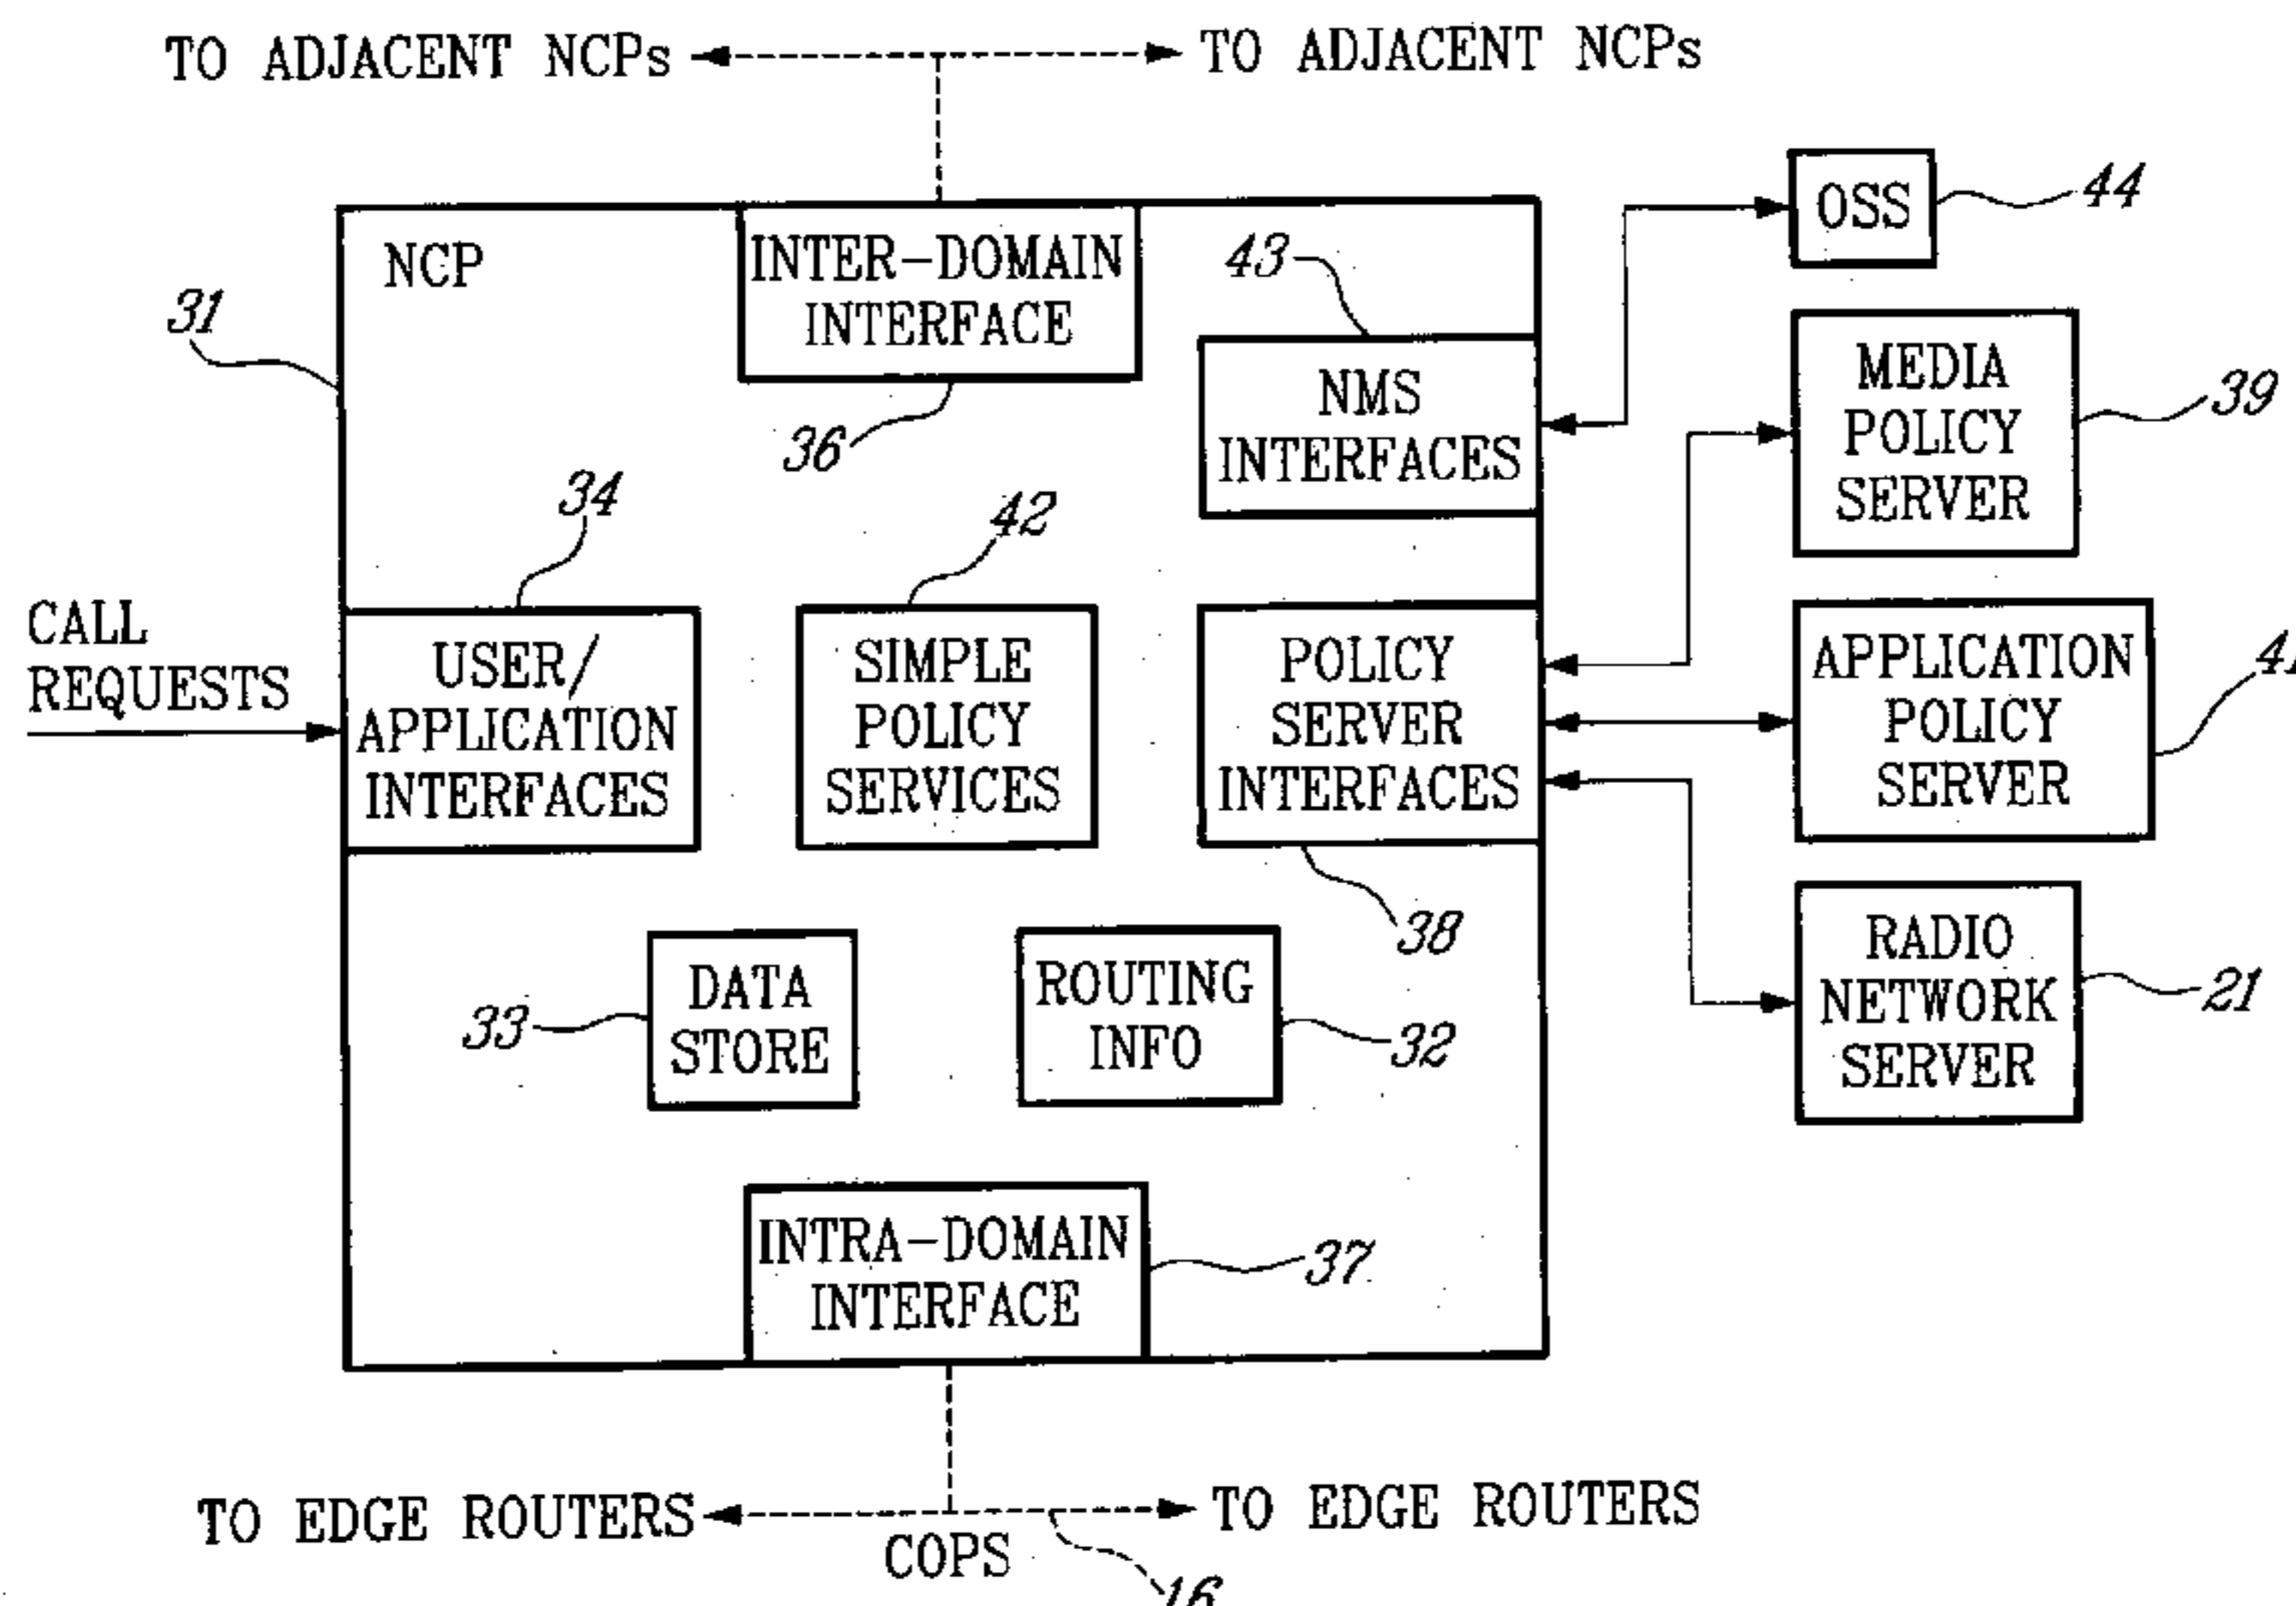 TO ADJACENT NCPs
TO ADJACENT NCPs
OSS
44
NCP
INTER-DOMAIN
INTERFACE
36
43
NMS
INTERFACES
31
MEDIA
POLICY
SERVER
39
34
42
CALL
REQUESTS
USER/
APPLICATION
INTERFACES
SIMPLE
POLICY
SERVICES
POLICY
SERVER
INTERFACES
38
APPLICATION
POLICY
SERVER
41
33
DATA
STORE
ROUTING
INFO
32
RADIO
NETWORK
SERVER
21
INTRA-DOMAIN
INTERFACE
37
TO EDGE ROUTERS
COPS
TO EDGE ROUTERS
16